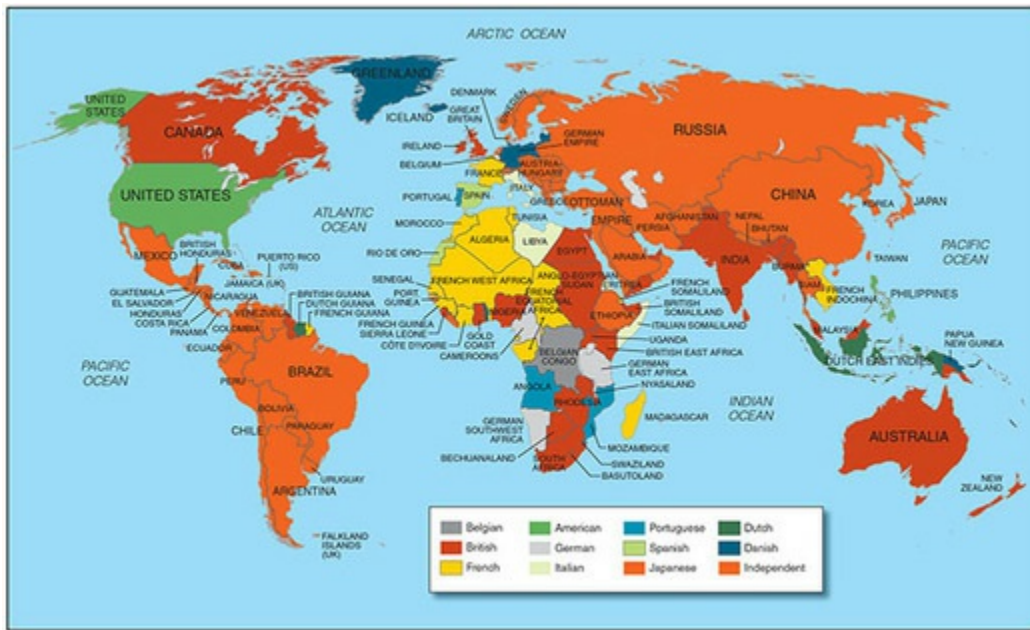 ARCTIC OCEAN
GREENLAND
UNITED
STATES
CANADA
ICELAND
DENMARK
GREAT
BRITAIN
SWEDEN
RUSSIA
IRELAND
GERMAN
EMPIRE
BELGIUM
AUSTRIA-
HUNGARY
FRANCE
UNITED STATES
PORTUGAL
SPAIN
ITALY
GREECE
OTTOMAN
EMPIRE
CHINA
KOREA
JAPAN
ATLANTIC
OCEAN
MOROCCO
TUNISIA
PERSIA
AFGHANISTAN
NEPAL
BHUTAN
ALGERIA
LIBYA
EGYPT
ARABIA
INDIA
BURMA
TAIWAN
PACIFIC
OCEAN
MEXICO
BRITISH
HONDURAS
CUBA
PUERTO RICO
(US)
JAMAICA (UK)
RIO DE ORO
SENEGAL
FRENCH WEST AFRICA
ANGLO-EGYPTIAN
SUDAN
ERITREA
FRENCH
SOMALILAND
SIAM
FRENCH
INDOCHINA
PHILIPPINES
GUATEMALA
EL SALVADOR
HONDURAS
COSTA RICA
PANAMA
NICARAGUA
VENEZUELA
COLOMBIA
BRITISH GUIANA
DUTCH GUIANA
FRENCH GUIANA
PORT.
GUINEA
FRENCH GUINEA
SIERRA LEONE
CÔTE D'IVOIRE
GOLD
COAST
NIGERIA
CAMEROONS
FRENCH
EQUATORIAL
AFRICA
ETHIOPIA
BRITISH
SOMALILAND
ITALIAN SOMALILAND
UGANDA
BRITISH EAST AFRICA
GERMAN
EAST AFRICA
MALAYSIA
DUTCH EAST INDIES
PAPUA
NEW GUINEA
ECUADOR
PERU
BRAZIL
BOLIVIA
PARAGUAY
CHILE
URUGUAY
ARGENTINA
FALKLAND
ISLANDS
(UK)
PACIFIC
OCEAN
BELGIAN
CONGO
ANGOLA
NYASALAND
RHODESIA
MADAGASCAR
INDIAN
OCEAN
GERMAN
SOUTHWEST
AFRICA
BECHUANALAND
SOUTH
AFRICA
MOZAMBIQUE
SWAZILAND
BASUTOLAND
AUSTRALIA
NEW
ZEALAND
Belgian
American
Portuguese
Dutch
British
German
Spanish
Danish
French
Italian
Japanese
Independent